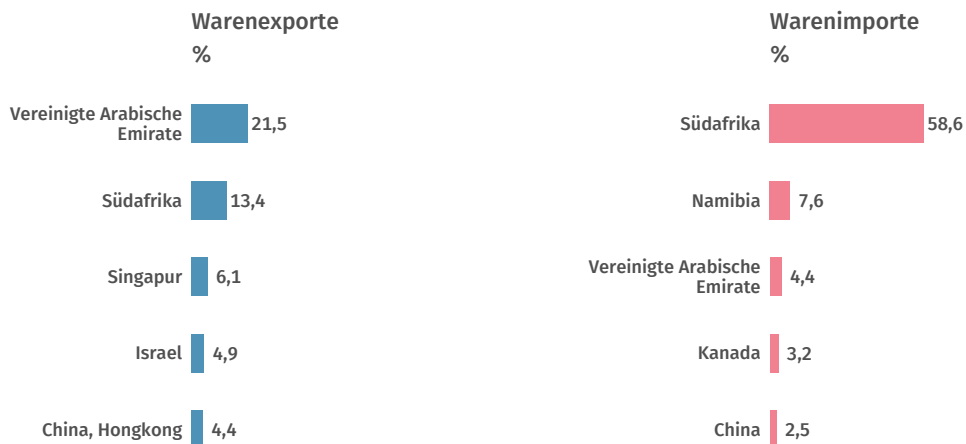 Warenexporte
%
Vereinigte Arabische
Emirate
21,5
Südafrika
13,4
Singapur
6,1
Israel
4,9
China, Hongkong
4,4
Warenimporte
%
Südafrika
58,6
Namibia
7,6
Vereinigte Arabische
Emirate
4,4
Kanada
3,2
China
2,5